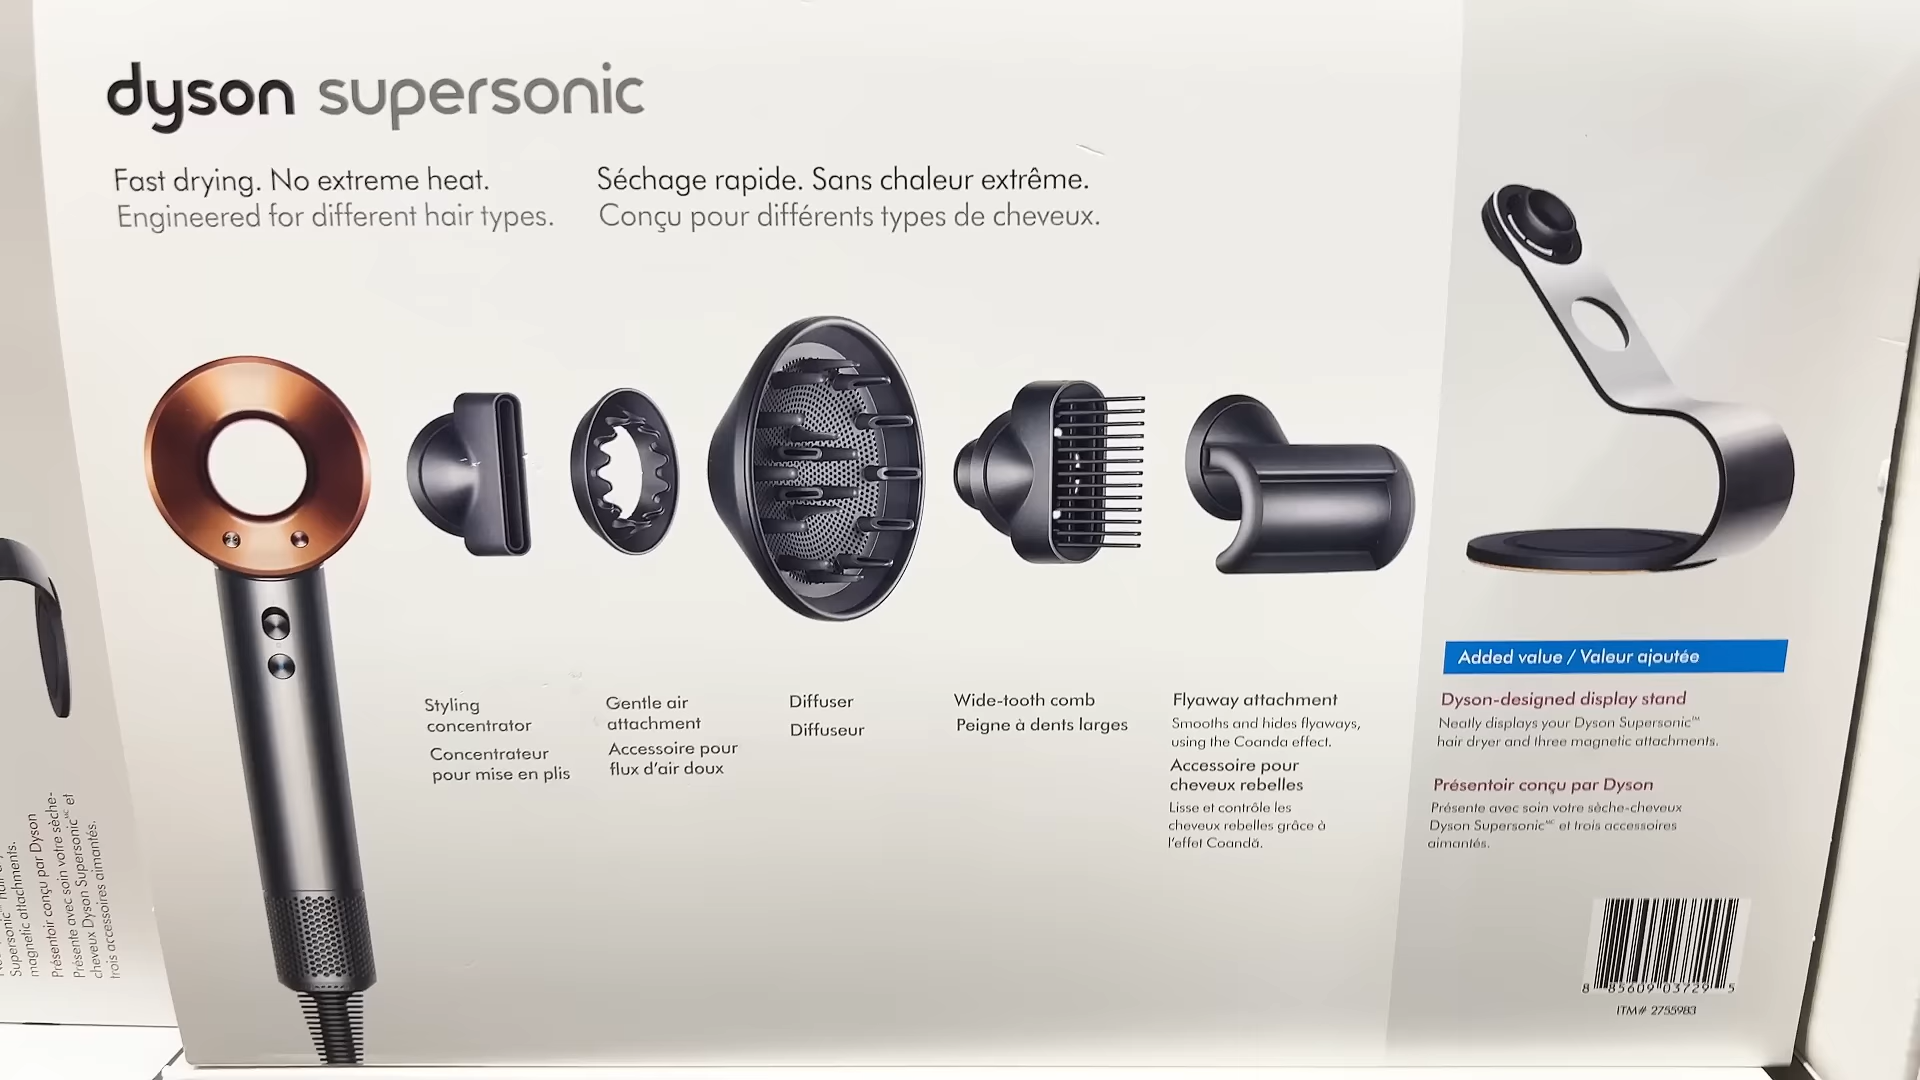 dyson supersonic
Fast drying. No extreme heat.
Engineered for different hair types.
Séchage rapide. Sans chaleur extrême.
Conçu pour différents types de cheveux.
Styling
concentrator
Concentrateur
pour mise en plis
Gentle air
attachment
Accessoire pour
flux d'air doux
Diffuser
Diffuseur
Wide-tooth comb
Peigne à dents larges
Flyaway attachment
Smooths and hides flyaways,
using the Coanda effect.
Accessoire pour
cheveux rebelles
Lisse et contrôle les
cheveux rebelles grâce à
l'effet Coandă.
Added value / Valeur ajoutée
Dyson-designed display stand
Neatly displays your Dyson Supersonic™
hair dryer and three magnetic attachments.
Présentoir conçu par Dyson
Présente avec soin votre sèche-cheveux
Dyson Supersonic᙮ᶜ et trois accessoires
aimantés.
8 85609 03729 5
ITM# 2755983
Supersonic
magnetic attachments.
Présentoir conçu par Dyson
Présente avec soin votre sèche-
cheveux Dyson Supersonic et
trois accessoires aimantés.